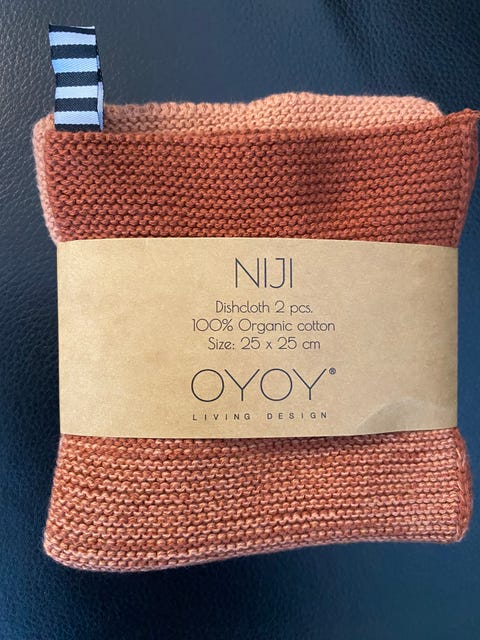 NIJI
Dishcloth 2 pcs.
100% Organic cotton
Size: 25 x 25 cm
OYOY®
LIVING DESIGN